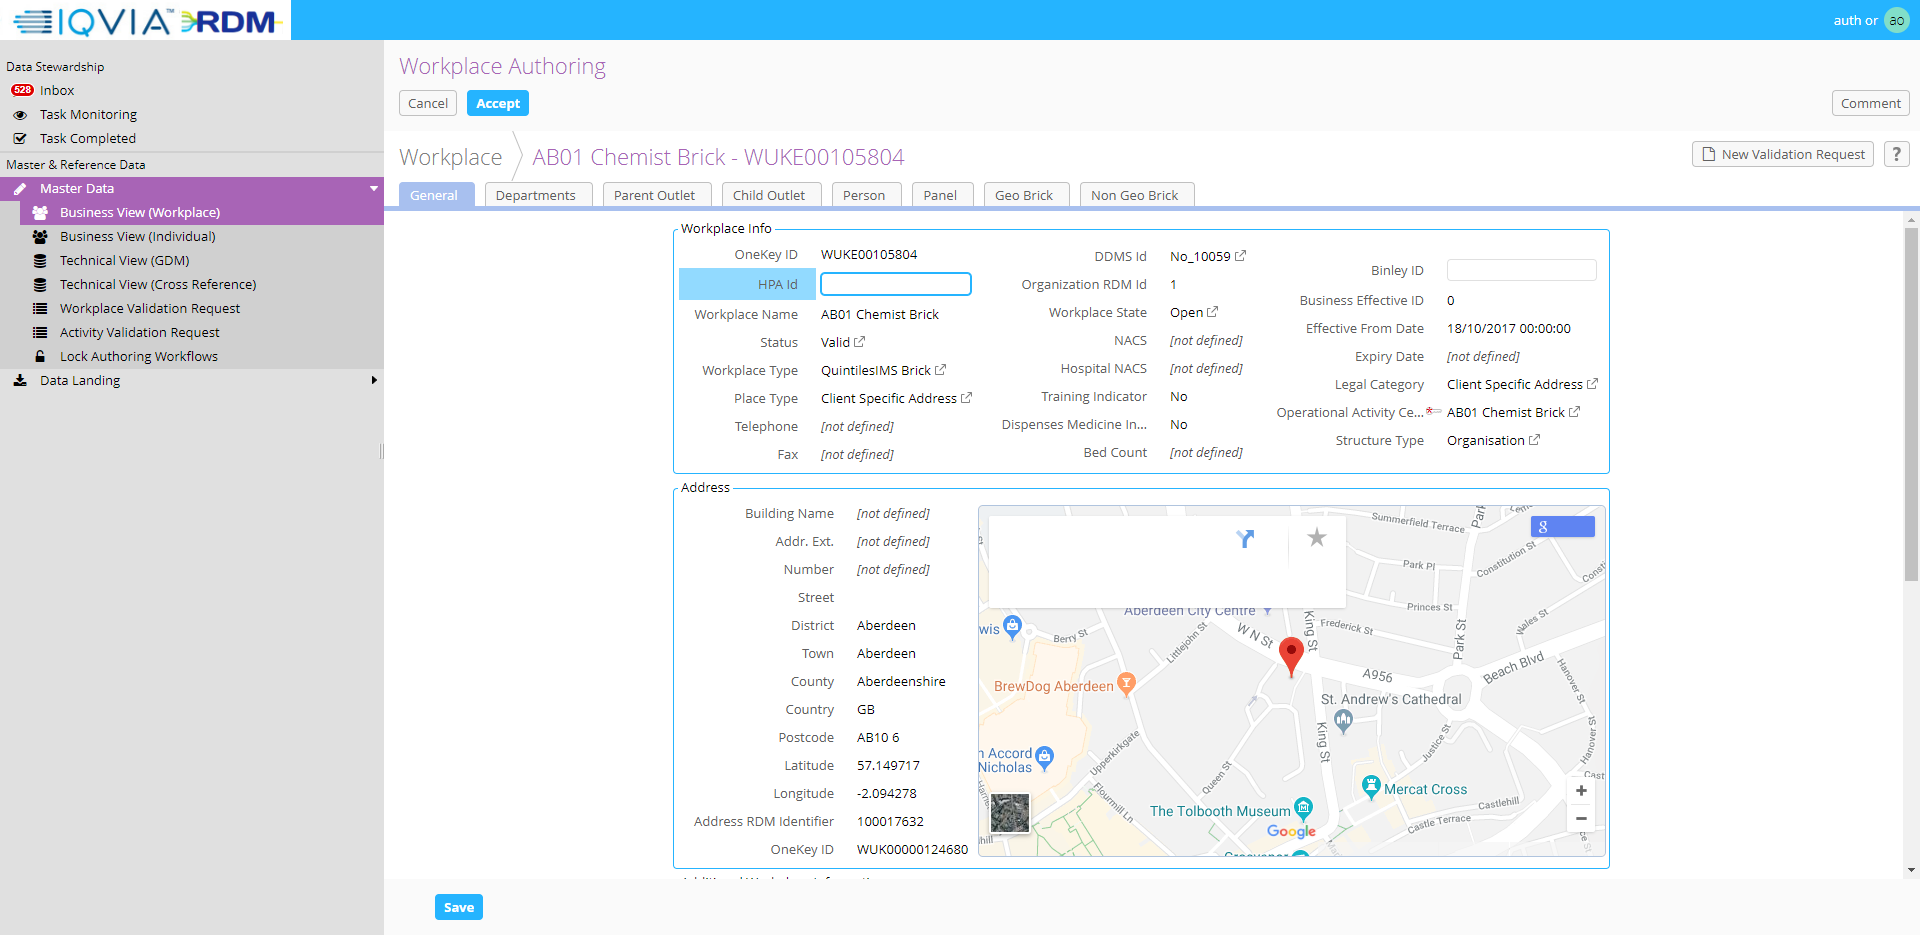 IQVIA™ RDM
auth or ao
Data Stewardship
528 Inbox
Task Monitoring
Task Completed
Master & Reference Data
Master Data
Business View (Workplace)
Business View (Individual)
Technical View (GDM)
Technical View (Cross Reference)
Workplace Validation Request
Activity Validation Request
Lock Authoring Workflows
Data Landing
Workplace Authoring
Cancel Accept Comment
Workplace AB01 Chemist Brick - WUKE00105804
New Validation Request ?
General Departments Parent Outlet Child Outlet Person Panel Geo Brick Non Geo Brick
Workplace Info
OneKey ID WUKE00105804
HPA Id
Workplace Name AB01 Chemist Brick
Status Valid
Workplace Type QuintilesIMS Brick
Place Type Client Specific Address
Telephone [not defined]
Fax [not defined]
DDMS Id No_10059
Organization RDM Id 1
Workplace State Open
NACS [not defined]
Hospital NACS [not defined]
Training Indicator No
Dispenses Medicine In... No
Bed Count [not defined]
Binley ID
Business Effective ID 0
Effective From Date 18/10/2017 00:00:00
Expiry Date [not defined]
Legal Category Client Specific Address
Operational Activity Ce... AB01 Chemist Brick
Structure Type Organisation
Address
Building Name [not defined]
Addr. Ext. [not defined]
Number [not defined]
Street
District Aberdeen
Town Aberdeen
County Aberdeenshire
Country GB
Postcode AB10 6
Latitude 57.149717
Longitude -2.094278
Address RDM Identifier 100017632
OneKey ID WUK00000124680
Summerfield Terrace
Park
Constitution St
Park Pl
Const
Princes St
Aberdeen City Centre
King St
Frederick St
Wales St
Park St
W N St
Littlejohn St
Berry St
wis
BrewDog Aberdeen
A956
Beach Blvd
Hanover St
St. Andrew's Cathedral
King St
Justice St
Hanover St
Upperkirkgate
n Accord
Nicholas
Queen St
Flourmill Ln
Mercat Cross
Cast
Castlehill
The Tolbooth Museum
Castle Terrace
Google
g
+
−
Save